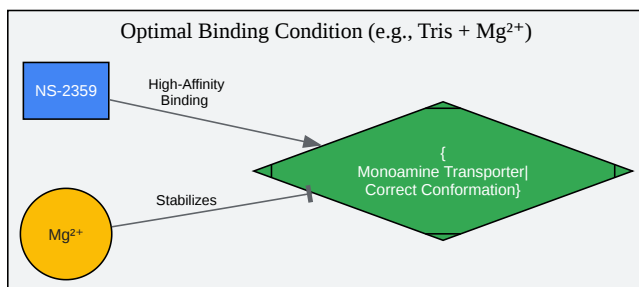 Optimal Binding Condition (e.g., Tris + Mg²⁺)
NS-2359
High-Affinity
Binding
{
Monoamine Transporter|
Correct Conformation}
Stabilizes
Mg²⁺